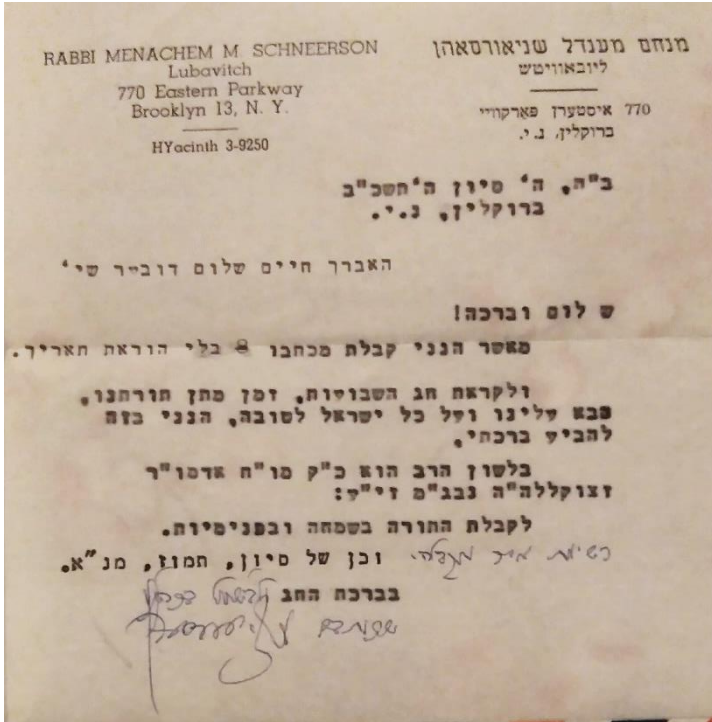 RABBI MENACHEM M. SCHNEERSON
Lubavitch
770 Eastern Parkway
Brooklyn 13, N. Y.
HYacinth 3-9250
מנחם מענדל שניאורסאהן
ליובאוויטש
770 איסטערן פּאַרקוויי
ברוקלין, נ. י.
ב"ה, ה' סיון ה'תשכ"ב
ברוקלין, נ.י.
האברך חיים שלום דובער שי'
ש לום וברכה!
מאשר הנני קבלת מכתבו 8 בלי הוראת תאריך.
ולקראת חג השבועות, זמן מתן תורתנו,
הבא עלינו ועל כל ישראל לטובה, הנני בזה
להביע ברכתי,
בלשון הרב הוא כ"ק מו"ח אדמו"ר
זצוקללה"ה נבג"מ זי"ע:
לקבלת התורה בשמחה ובפנימיות.
וכן של סיון, תמוז, מנ"א.
בברכת החג